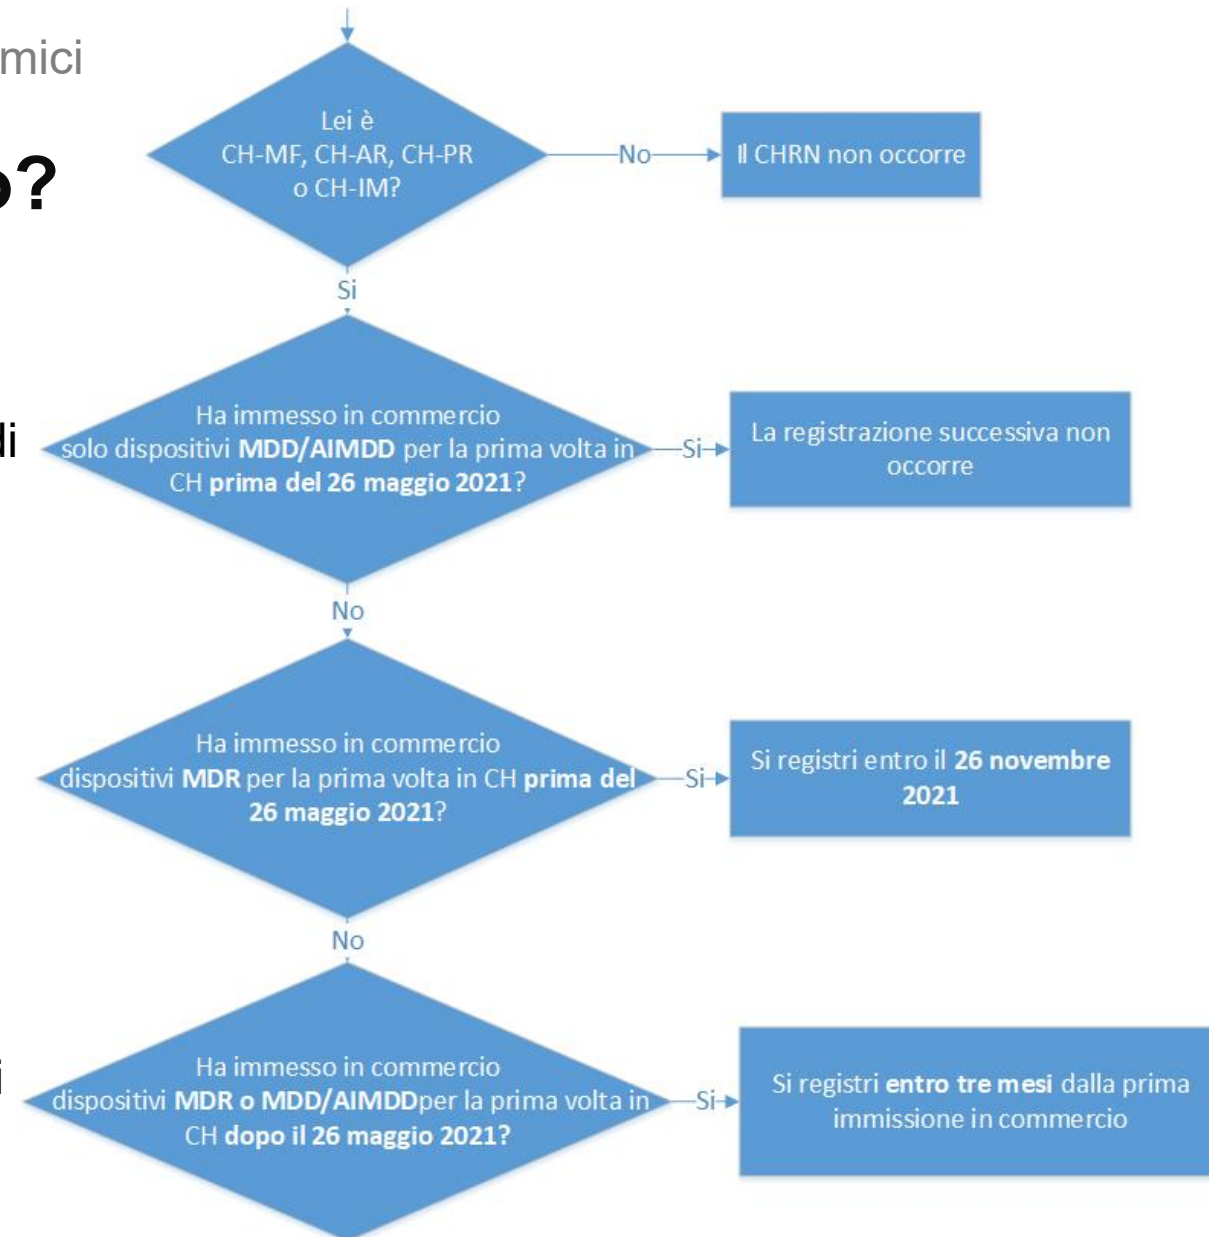 mici
o?
Lei è
CH-MF, CH-AR, CH-PR
o CH-IM?
No
Il CHRN non occorre
Si
di
Ha immesso in commercio
solo dispositivi MDD/AIMDD per la prima volta in
CH prima del 26 maggio 2021?
Si
La registrazione successiva non
occorre
No
Ha immesso in commercio
dispositivi MDR per la prima volta in CH prima del
26 maggio 2021?
Si
Si registri entro il 26 novembre
2021
No
i
Ha immesso in commercio
dispositivi MDR o MDD/AIMDDper la prima volta in
CH dopo il 26 maggio 2021?
Si
Si registri entro tre mesi dalla prima
immissione in commercio